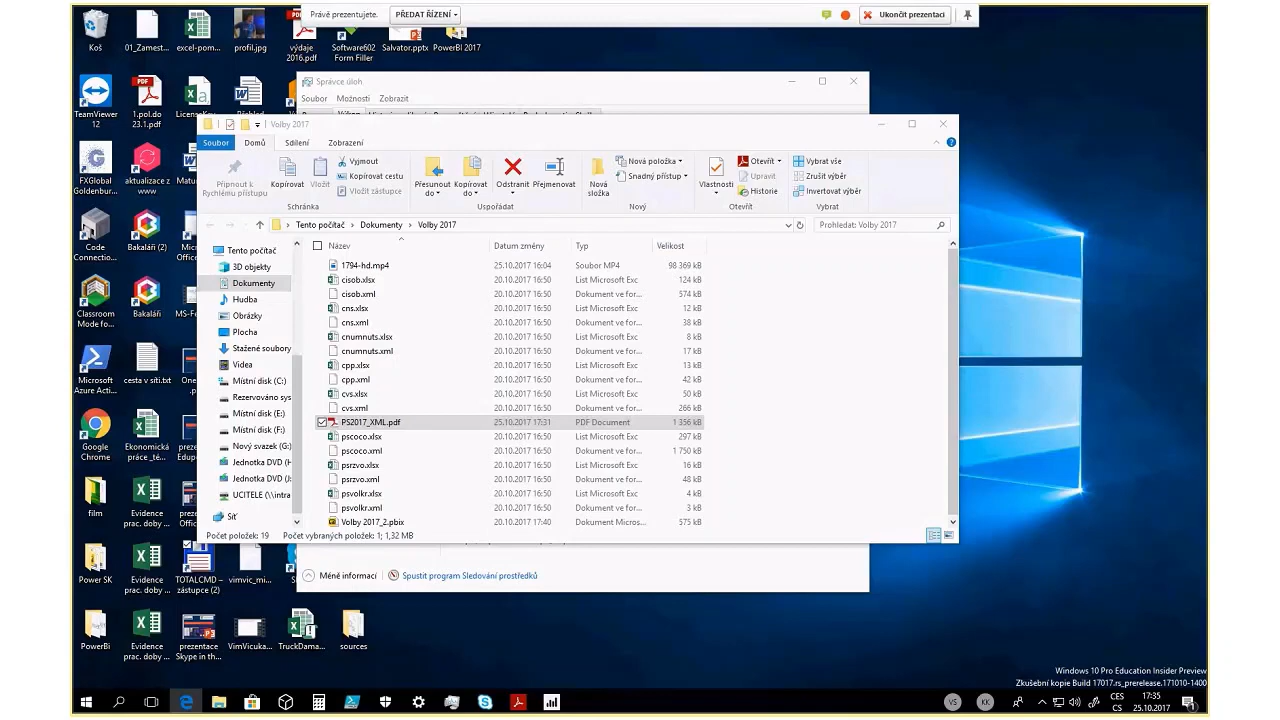 Právě prezentujete.
PŘEDAT ŘÍZENÍ
Ukončit prezentaci
Koš
01_Zamest...
excel-pom...
profil.jpg
výdaje 2016.pdf
Software602 Form Filler
Salvator.pptx
PowerBI 2017
Správce úloh
Soubor Možnosti Zobrazit
TeamViewer 12
1.pol.do 23.1.pdf
Volby 2017
Soubor Domů Sdílení Zobrazení
Připnout k Rychlému přístupu
Kopírovat
Vložit
Vyjmout
Kopírovat cestu
Vložit zástupce
Schránka
Přesunout do
Kopírovat do
Odstranit
Přejmenovat
Uspořádat
Nová složka
Nová položka
Snadný přístup
Nový
Vlastnosti
Otevřít
Upravit
Historie
Otevřít
Vybrat vše
Zrušit výběr
Invertovat výběr
Vybrat
Tento počítač > Dokumenty > Volby 2017
Prohledat: Volby 2017
Tento počítač
3D objekty
Dokumenty
Hudba
Obrázky
Plocha
Stažené soubory
Videa
Místní disk (C:)
Rezervováno sys
Místní disk (E:)
Místní disk (F:)
Nový svazek (G:)
Jednotka DVD (H
Jednotka DVD (J:
UCITELE (\\intra
Síť
Název Datum změny Typ Velikost
1794-hd.mp4 25.10.2017 16:04 Soubor MP4 98 369 kB
cisob.xlsx 20.10.2017 16:50 List Microsoft Exc 124 kB
cisob.xml 20.10.2017 16:50 Dokument ve for... 574 kB
cns.xlsx 20.10.2017 16:50 List Microsoft Exc 12 kB
cns.xml 20.10.2017 16:50 Dokument ve for... 38 kB
cnumnuts.xlsx 20.10.2017 16:50 List Microsoft Exc 8 kB
cnumnuts.xml 20.10.2017 16:50 Dokument ve for... 17 kB
cpp.xlsx 20.10.2017 16:50 List Microsoft Exc 13 kB
cpp.xml 20.10.2017 16:50 Dokument ve for... 42 kB
cvs.xlsx 20.10.2017 16:50 List Microsoft Exc 50 kB
cvs.xml 20.10.2017 16:50 Dokument ve for... 266 kB
PS2017_XML.pdf 25.10.2017 17:31 PDF Document 1 356 kB
pscoco.xlsx 20.10.2017 16:50 List Microsoft Exc 297 kB
pscoco.xml 20.10.2017 16:50 Dokument ve for... 1 750 kB
psrzvo.xlsx 20.10.2017 16:50 List Microsoft Exc 16 kB
psrzvo.xml 20.10.2017 16:50 Dokument ve for... 48 kB
psvolkr.xlsx 20.10.2017 16:50 List Microsoft Exc 4 kB
psvolkr.xml 20.10.2017 16:50 Dokument ve for... 3 kB
Volby 2017_2.pbix 20.10.2017 17:40 Dokument Micros... 575 kB
Počet položek: 19 Počet vybraných položek: 1; 1,32 MB
Méně informací Spustit program Sledování prostředků
FXGlobal Goldenbur...
aktualizace z www
Code Connectio...
Bakaláři (2)
Classroom Mode fo...
Bakaláři
Microsoft Azure Acti...
cesta v síti.txt
Google Chrome
Ekonomická práce _té...
film
Evidence prac. doby ...
Power SK
Evidence prac. doby ...
TOTALCMD – zástupce (2)
vimvic_mi...
PowerBi
Evidence prac. doby ...
prezentace Skype in th...
VimVicuka...
TruckDama...
sources
Windows 10 Pro Education Insider Preview
Zkušební kopie Build 17017.rs_prerelease.171010-1400
VS
KK
CES
CS
17:35
25.10.2017
1